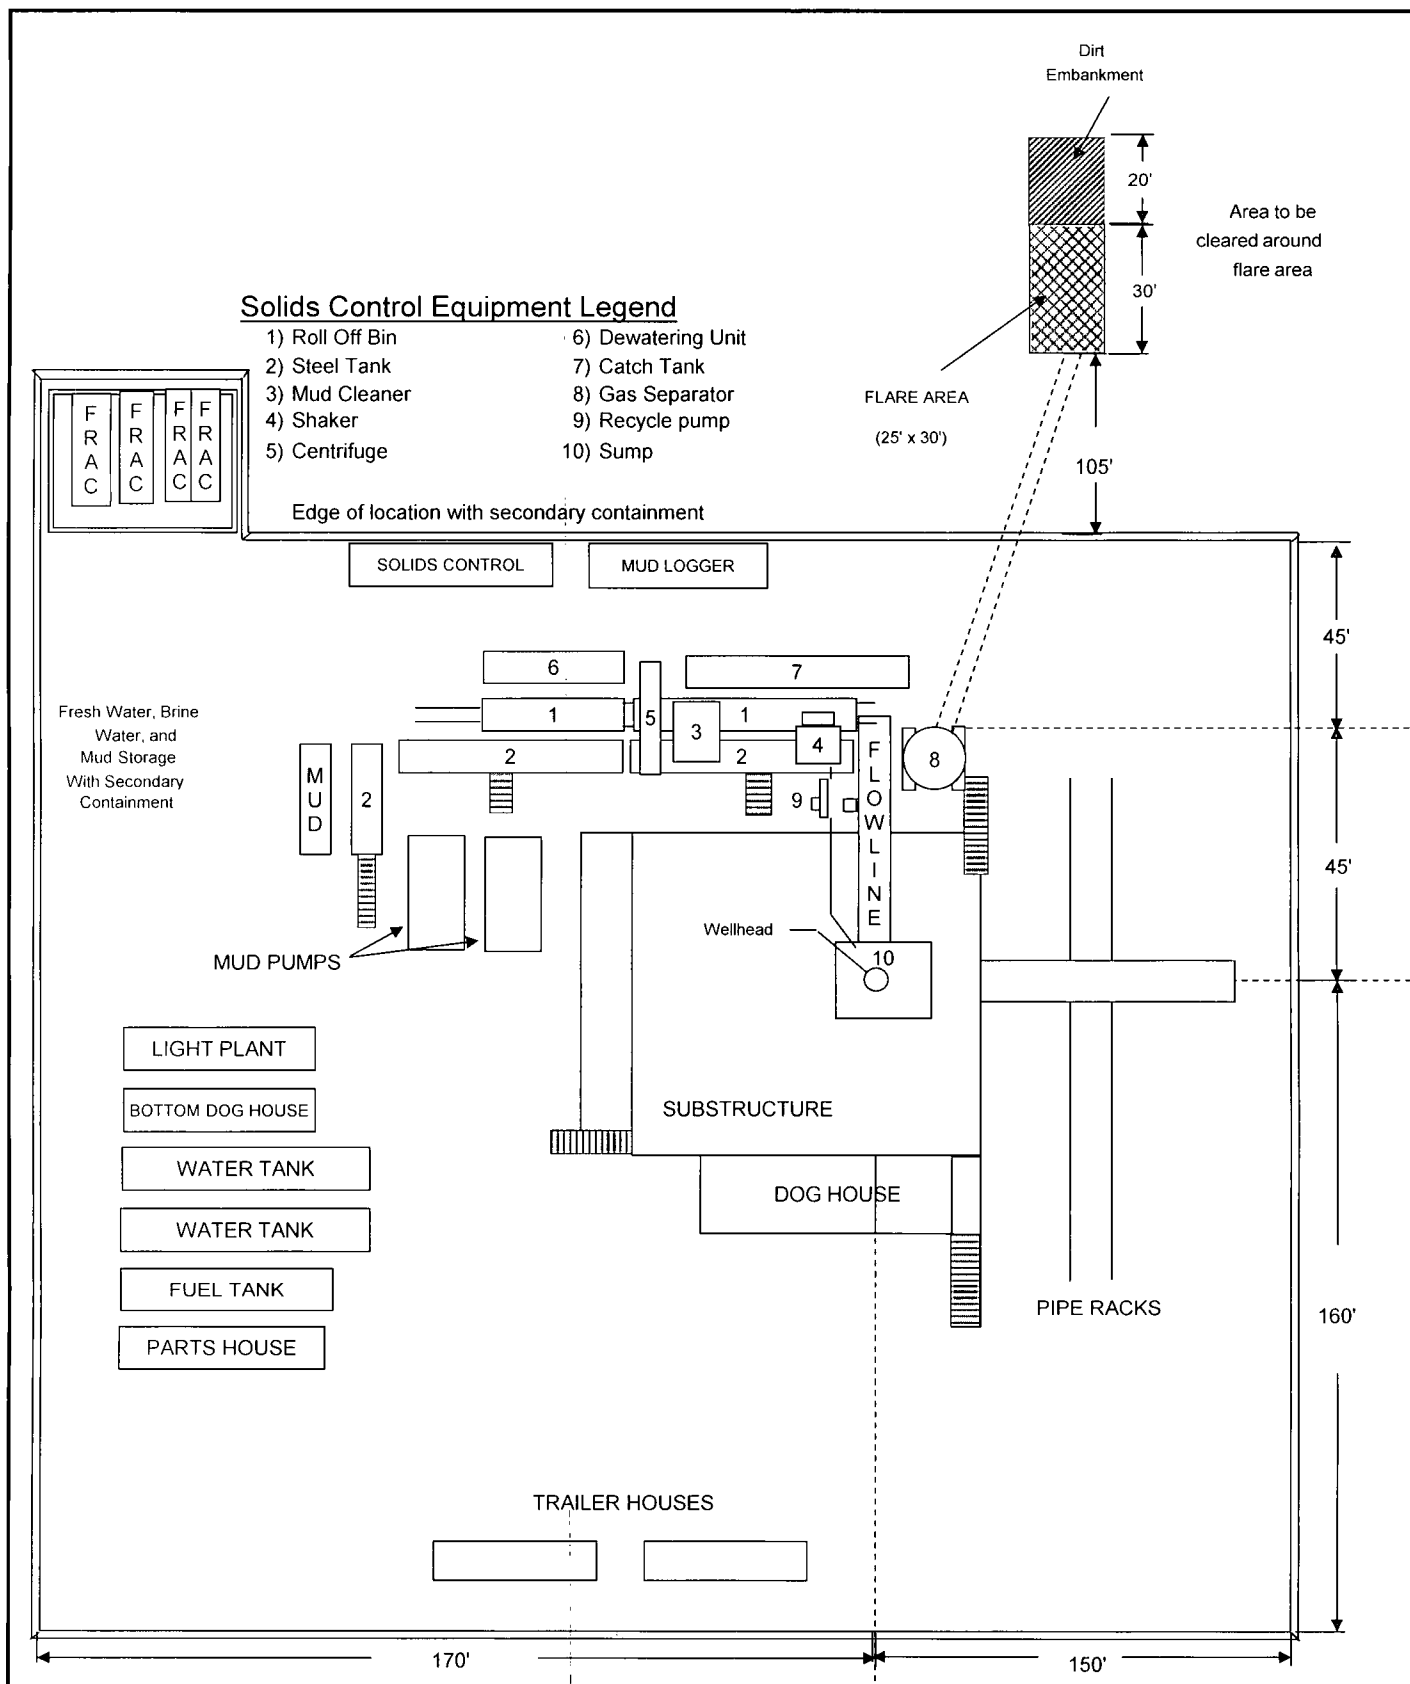 Dirt
Embankment
20'
Area to be
cleared around
flare area
30'
Solids Control Equipment Legend
1) Roll Off Bin
2) Steel Tank
3) Mud Cleaner
4) Shaker
5) Centrifuge
6) Dewatering Unit
7) Catch Tank
8) Gas Separator
9) Recycle pump
10) Sump
FLARE AREA
(25' x 30')
105'
FRAC
FRAC
FRAC
FRAC
Edge of location with secondary containment
SOLIDS CONTROL
MUD LOGGER
45'
6
7
1
5
3
1
4
2
2
8
Fresh Water, Brine
Water, and
Mud Storage
With Secondary
Containment
MUD
2
9
FLOWLINE
45'
Wellhead
10
MUD PUMPS
LIGHT PLANT
BOTTOM DOG HOUSE
SUBSTRUCTURE
WATER TANK
DOG HOUSE
WATER TANK
FUEL TANK
PIPE RACKS
160'
PARTS HOUSE
TRAILER HOUSES
170'
150'